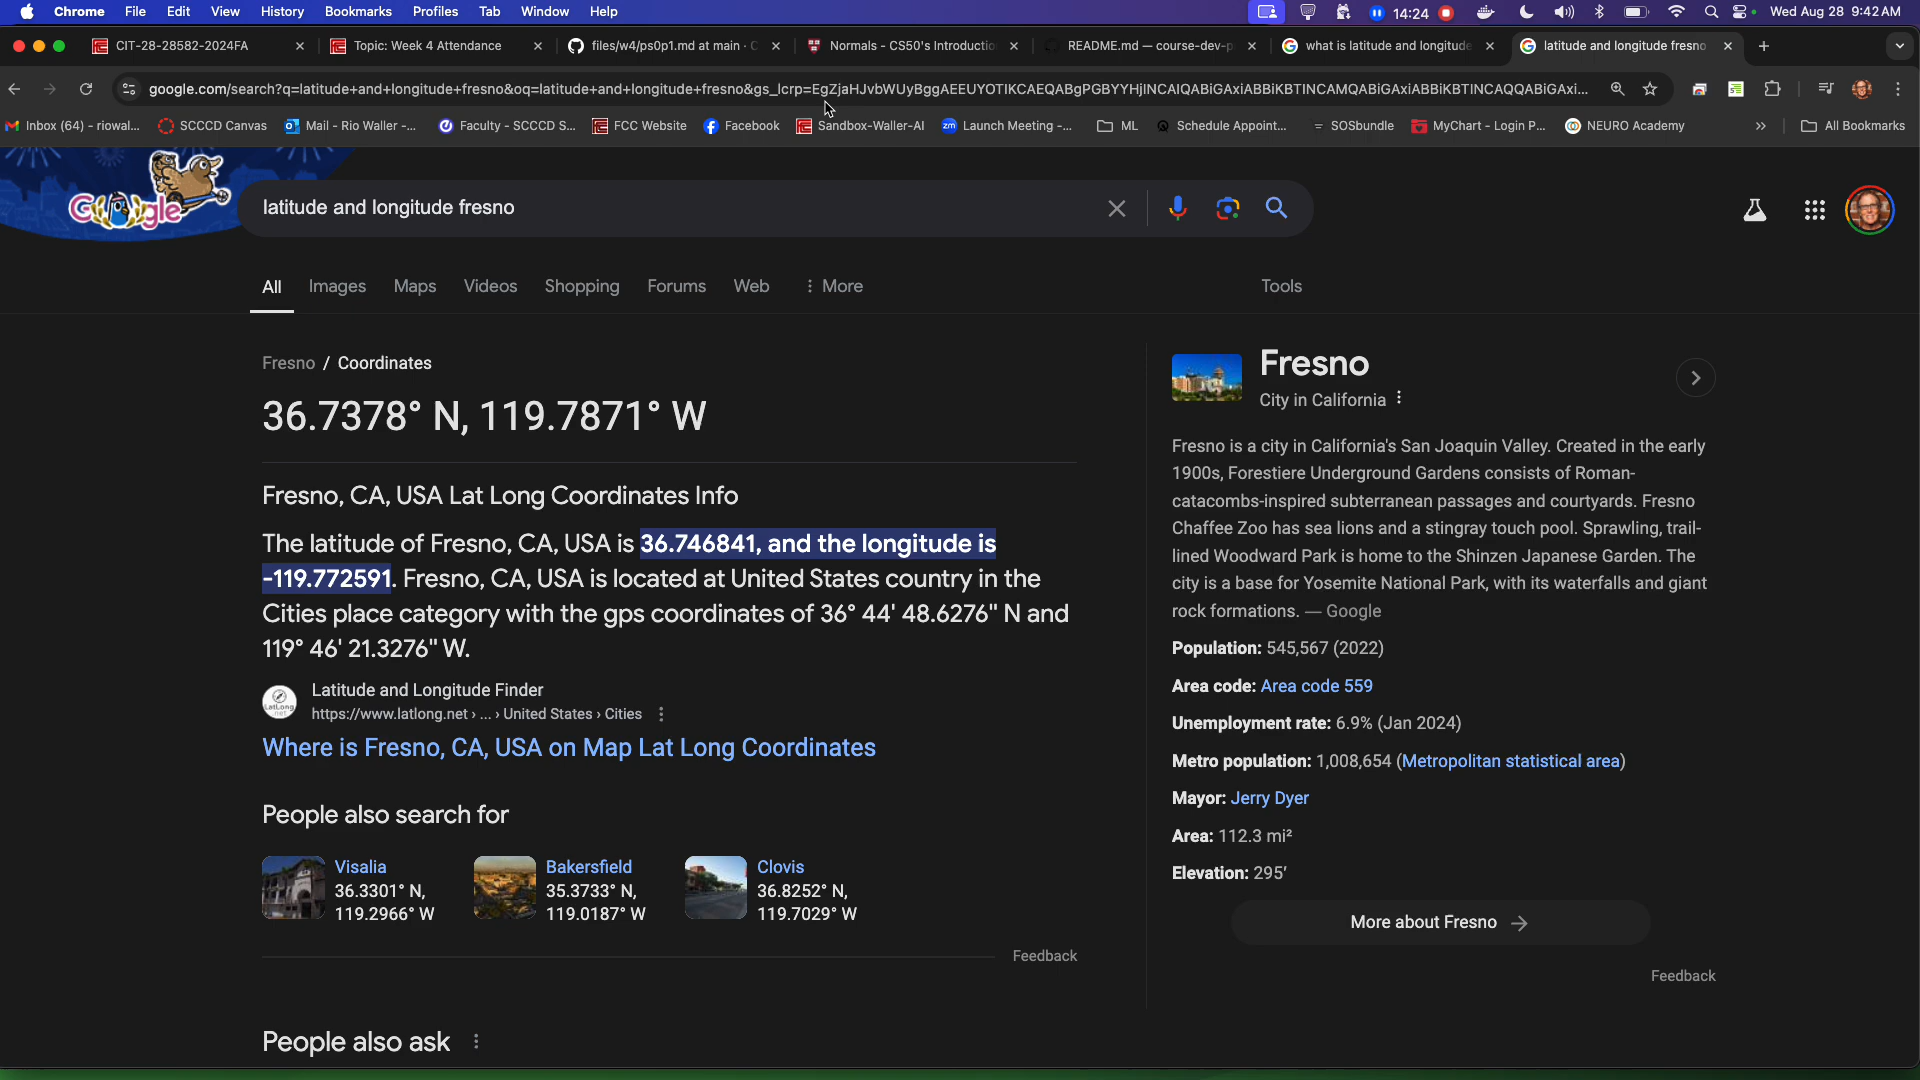 Chrome File Edit View History Bookmarks Profiles Tab Window Help 14:24 Wed Aug 28 9:42 AM
CIT-28-28582-2024FA Topic: Week 4 Attendance files/w4/ps0p1.md at main · C Normals - CS50's Introductio README.md — course-dev-p what is latitude and longitude latitude and longitude fresno
google.com/search?q=latitude+and+longitude+fresno&oq=latitude+and+longitude+fresno&gs_lcrp=EgZjaHJvbWUyBggAEEUYOTIKCAEQABgPGBYYHjINCAIQABiGAxiABBiKBTINCAMQABiGAxiABBiKBTINCAQQABiGAxi...
Inbox (64) - riowal... SCCCD Canvas Mail - Rio Waller -... Faculty - SCCCD S... FCC Website Facebook Sandbox-Waller-AI Launch Meeting -... ML Schedule Appoint... SOSbundle MyChart - Login P... NEURO Academy » All Bookmarks
Google
latitude and longitude fresno
All Images Maps Videos Shopping Forums Web More Tools
Fresno / Coordinates
36.7378° N, 119.7871° W
Fresno, CA, USA Lat Long Coordinates Info
The latitude of Fresno, CA, USA is 36.746841, and the longitude is
-119.772591. Fresno, CA, USA is located at United States country in the
Cities place category with the gps coordinates of 36° 44' 48.6276" N and
119° 46' 21.3276" W.
LatLong
.net
Latitude and Longitude Finder
https://www.latlong.net › ... › United States › Cities
Where is Fresno, CA, USA on Map Lat Long Coordinates
People also search for
Visalia
36.3301° N,
119.2966° W
Bakersfield
35.3733° N,
119.0187° W
Clovis
36.8252° N,
119.7029° W
Feedback
People also ask
Fresno
City in California
Fresno is a city in California's San Joaquin Valley. Created in the early
1900s, Forestiere Underground Gardens consists of Roman-
catacombs-inspired subterranean passages and courtyards. Fresno
Chaffee Zoo has sea lions and a stingray touch pool. Sprawling, trail-
lined Woodward Park is home to the Shinzen Japanese Garden. The
city is a base for Yosemite National Park, with its waterfalls and giant
rock formations. — Google
Population: 545,567 (2022)
Area code: Area code 559
Unemployment rate: 6.9% (Jan 2024)
Metro population: 1,008,654 (Metropolitan statistical area)
Mayor: Jerry Dyer
Area: 112.3 mi²
Elevation: 295′
More about Fresno
Feedback